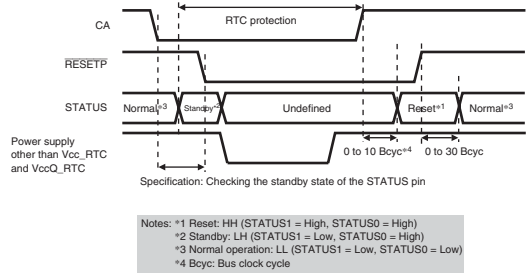 RTC protection
CA
RESETP
STATUS
Normal*3
Standby*2
Undefined
Reset*1
Normal*3
Power supply
other than Vcc_RTC
and VccQ_RTC
0 to 10 Bcyc*4
0 to 30 Bcyc
Specification: Checking the standby state of the STATUS pin
Notes: *1 Reset: HH (STATUS1 = High, STATUS0 = High)
*2 Standby: LH (STATUS1 = Low, STATUS0 = High)
*3 Normal operation: LL (STATUS1 = Low, STATUS0 = Low)
*4 Bcyc: Bus clock cycle